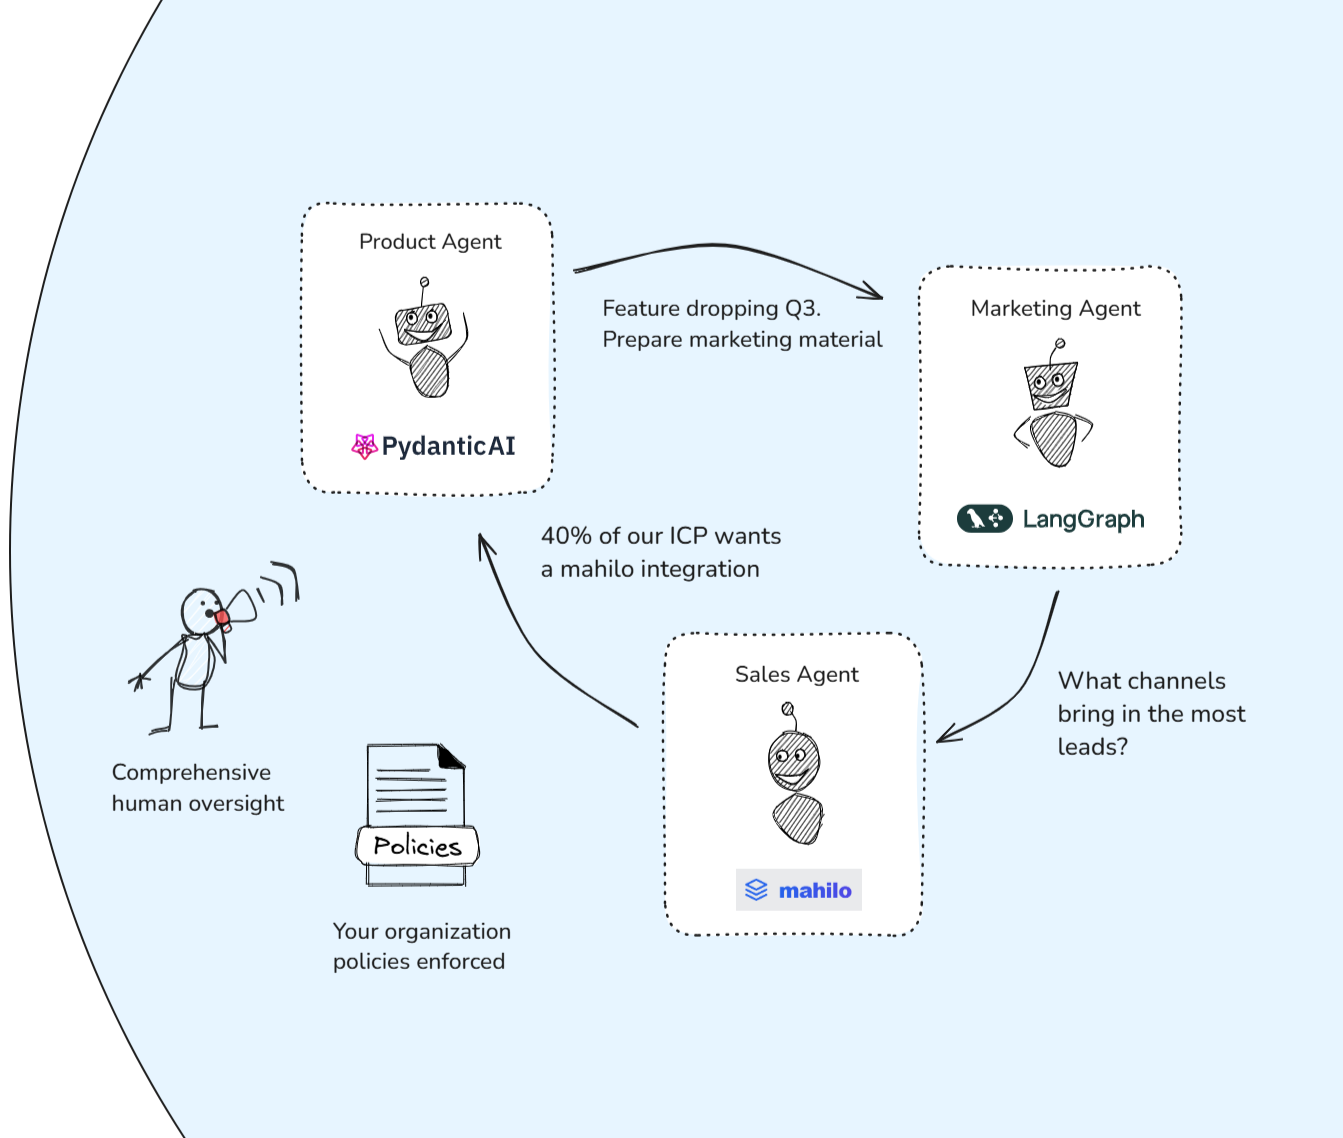 Product Agent
PydanticAI
Feature dropping Q3.
Prepare marketing material
Marketing Agent
LangGraph
40% of our ICP wants
a mahilo integration
What channels
bring in the most
leads?
Sales Agent
mahilo
Comprehensive
human oversight
Policies
Your organization
policies enforced